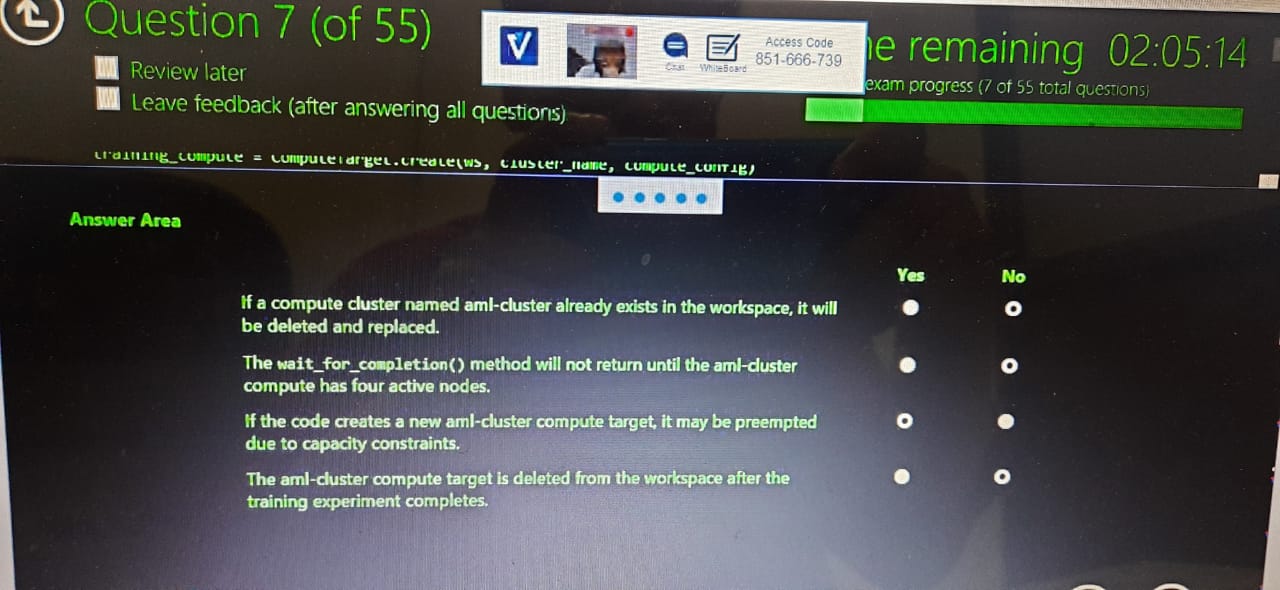 Question 7 (of 55)
Review later
Leave feedback (after answering all questions)
Chat
WhiteBoard
Access Code
851-666-739
e remaining 02:05:14
exam progress (7 of 55 total questions)
training_compute = ComputeTarget.create(ws, cluster_name, compute_config)
Answer Area
Yes No
If a compute cluster named aml-cluster already exists in the workspace, it will
be deleted and replaced.
The wait_for_completion() method will not return until the aml-cluster
compute has four active nodes.
If the code creates a new aml-cluster compute target, it may be preempted
due to capacity constraints.
The aml-cluster compute target is deleted from the workspace after the
training experiment completes.